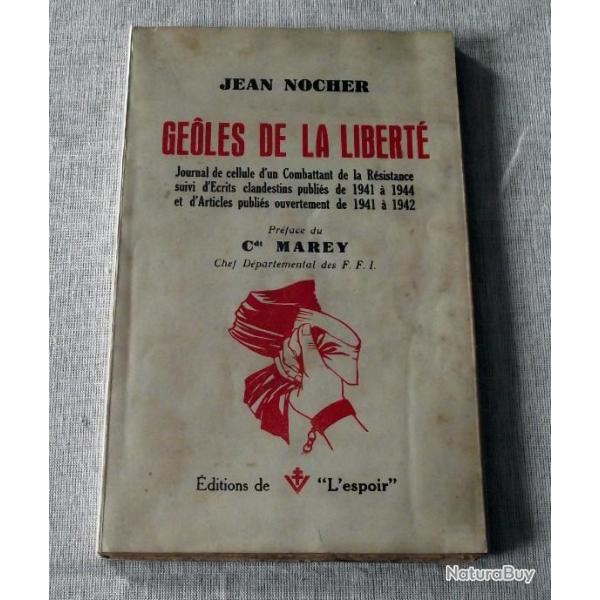 JEAN NOCHER
GEÔLES DE LA LIBERTÉ
Journal de cellule d'un Combattant de la Résistance
suivi d'Ecrits clandestins publiés de 1941 à 1944
et d'Articles publiés ouvertement de 1941 à 1942
Préface du
Cdt MAREY
Chef Départemental des F. F. I.
Éditions de "L'espoir"
NaturaBuy